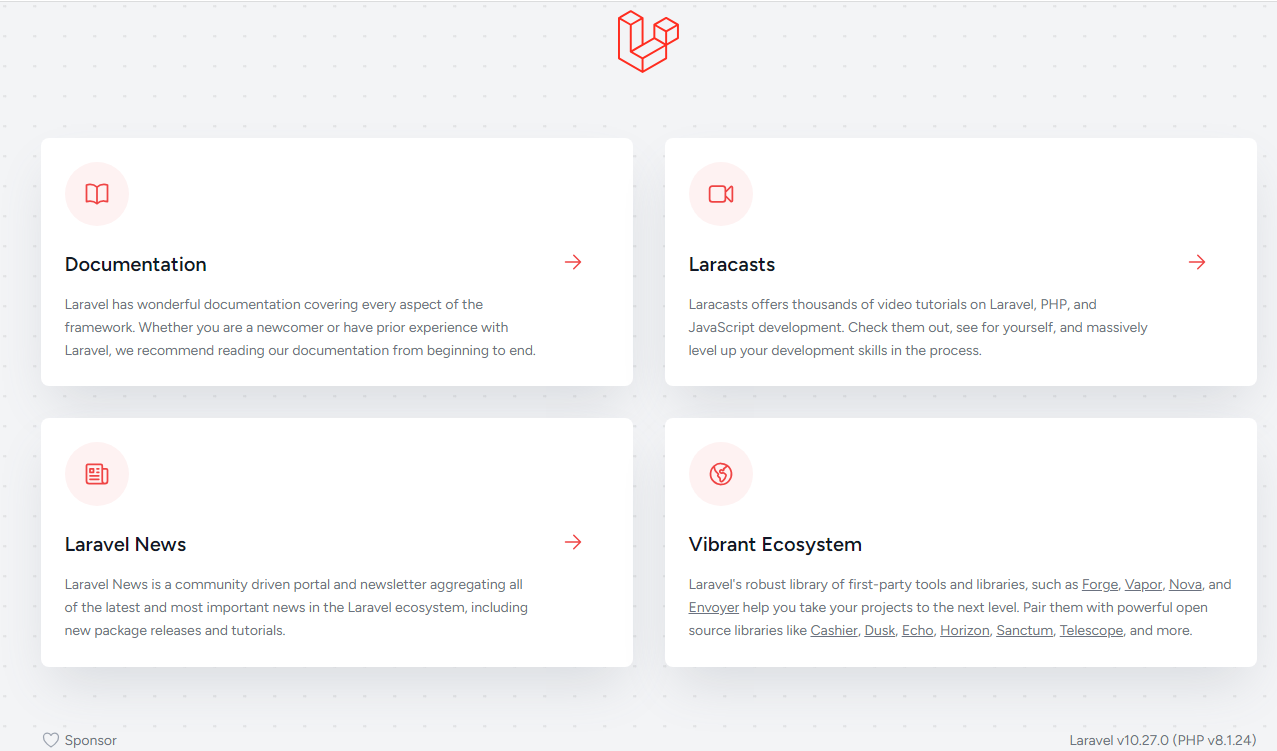 Documentation
Laravel has wonderful documentation covering every aspect of the
framework. Whether you are a newcomer or have prior experience with
Laravel, we recommend reading our documentation from beginning to end.
Laracasts
Laracasts offers thousands of video tutorials on Laravel, PHP, and
JavaScript development. Check them out, see for yourself, and massively
level up your development skills in the process.
Laravel News
Laravel News is a community driven portal and newsletter aggregating all
of the latest and most important news in the Laravel ecosystem, including
new package releases and tutorials.
Vibrant Ecosystem
Laravel's robust library of first-party tools and libraries, such as Forge, Vapor, Nova, and
Envoyer help you take your projects to the next level. Pair them with powerful open
source libraries like Cashier, Dusk, Echo, Horizon, Sanctum, Telescope, and more.
Sponsor
Laravel v10.27.0 (PHP v8.1.24)